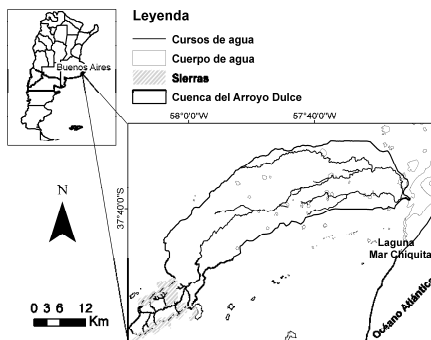 Leyenda
Cursos de agua
Cuerpo de agua
Sierras
Cuenca del Arroyo Dulce
Buenos Aires
58°0'0"W
57°40'0"W
37°40'0"S
N
Laguna
Mar Chiquita
Océano Atlántico
0 3 6 12
Km